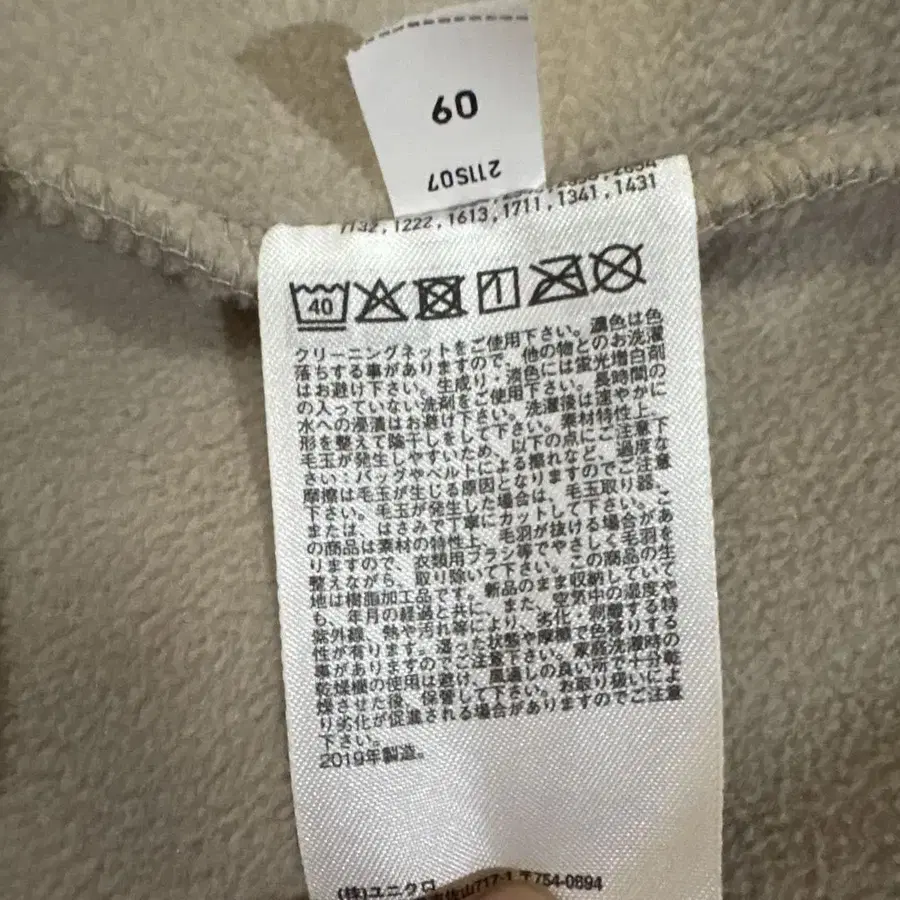 09
211S07
1132,1222,1613,1711,1341,1431
40
クリーニングネットをご使用下さい。濃色は色
落ちする事がありますので、他の物との洗濯
はお避け下さい。生成り・淡色には蛍光増白剤
の入っていない洗剤をご使用下さい。長時間の
水への浸漬はお避け下さい。洗濯後は速やかに
形を整えて陰干しをして下さい。素材特性上、
毛玉が発生しやすいため、以下の点にご注意下
さい:バッグやベルトによる擦れなど、過度な
摩擦は毛玉が生じる原因となりますのでご注意
下さい。毛玉が発生した場合は、毛玉取り器、
または、はさみで丁寧にカットして下さい。こ
の商品は素材の特性上、毛羽が抜ける場合があ
りますので、衣類用ブラシ等でやさしく毛羽を
整えながら、取り除いて下さい。この商品の生
地は樹脂加工品です。新品のまま収納していて
も、年月の経過と共に、また、空気中の湿度や
紫外線、熱や汚れ等により、劣化、剥離する特
性が有ります。湿った状態や摩擦で色移りする
事がありますのでご注意下さい。家庭洗濯時の
乾燥機の使用は避け、風通しの良い所で十分乾
燥させた後、保管して下さい。お取り扱いによ
り劣化が促進される場合がありますのでご注意
下さい。
2019年製造。
(株)ユニクロ
山717-1 〒754-0894